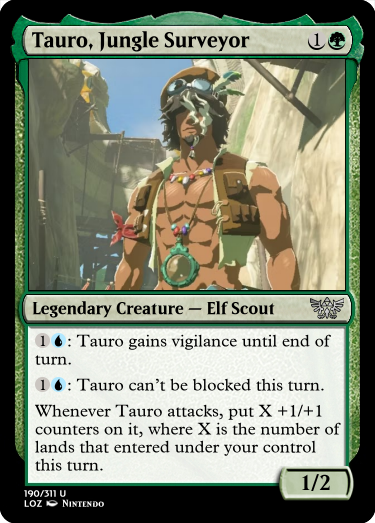 Tauro, Jungle Surveyor 1
Legendary Creature — Elf Scout
1 : Tauro gains vigilance until end of
turn.
1 : Tauro can't be blocked this turn.
Whenever Tauro attacks, put X +1/+1
counters on it, where X is the number of
lands that entered under your control
this turn.
1/2
190/311 U
LOZ Nintendo